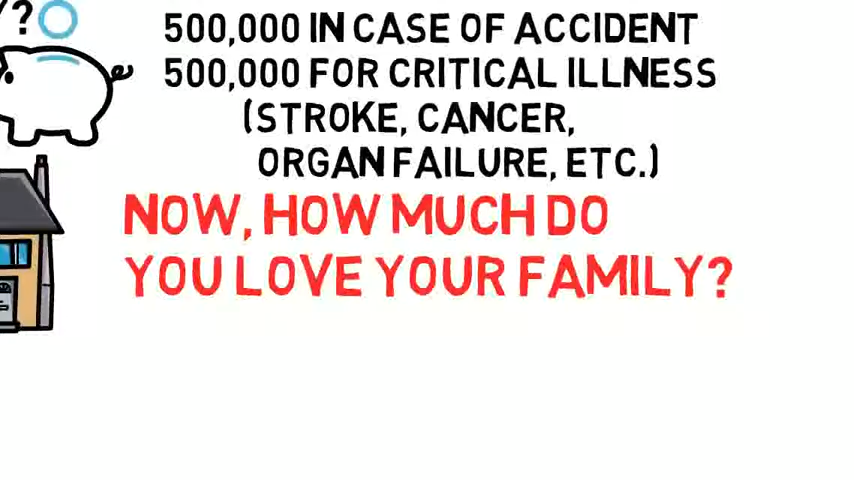 500,000 IN CASE OF ACCIDENT
500,000 FOR CRITICAL ILLNESS
(STROKE, CANCER,
ORGAN FAILURE, ETC.)
NOW, HOW MUCH DO
YOU LOVE YOUR FAMILY?